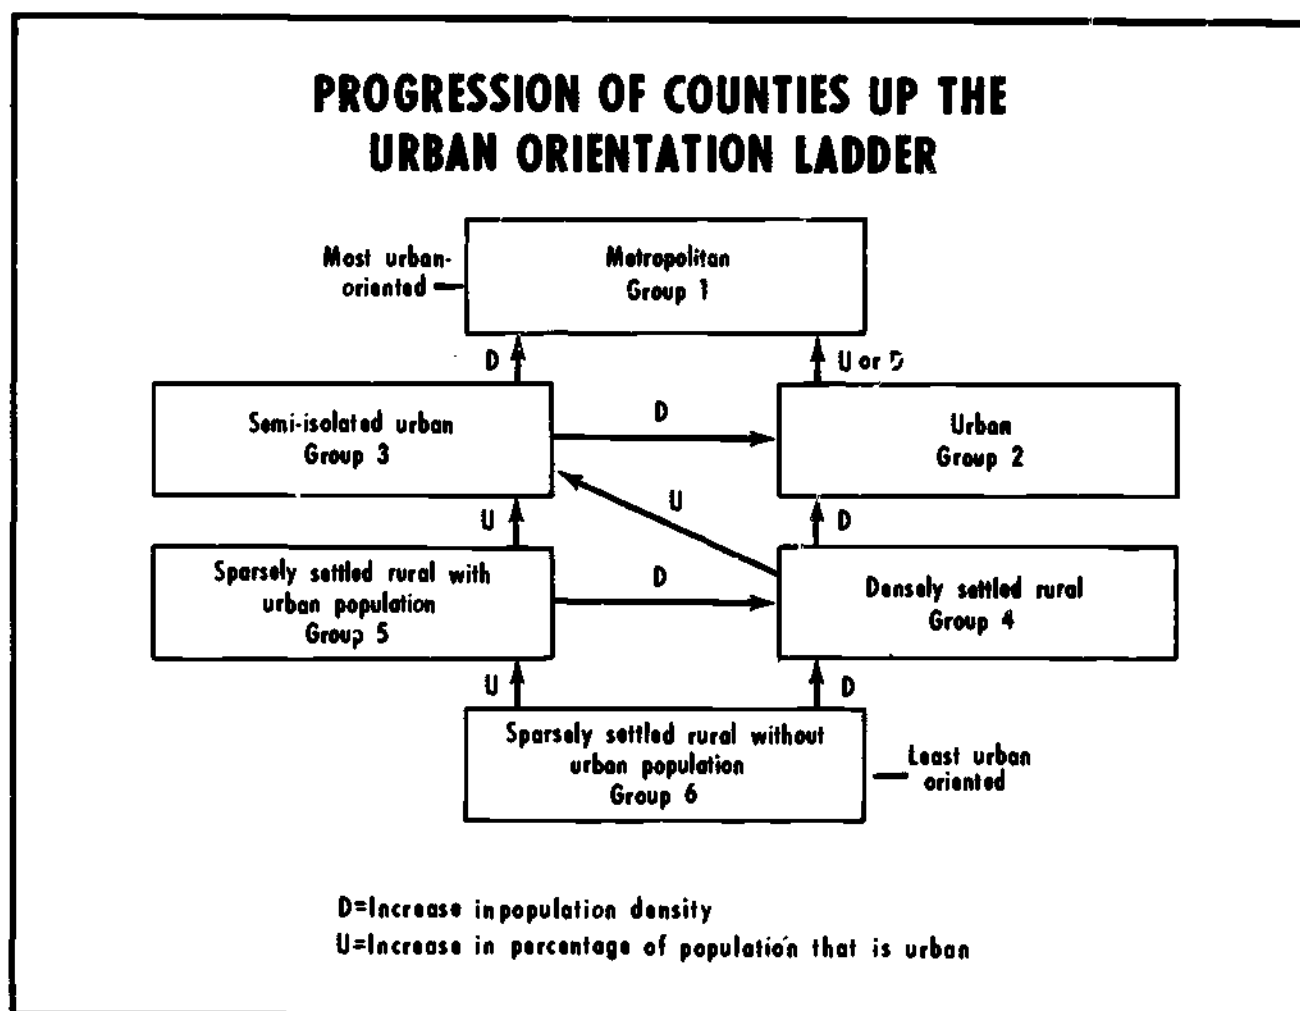 PROGRESSION OF COUNTIES UP THE
URBAN ORIENTATION LADDER
Most urban-
oriented
Metropolitan
Group 1
D
U or D
Semi-isolated urban
Group 3
D
Urban
Group 2
U
U
D
Sparsely settled rural with
urban population
Group 5
D
Densely settled rural
Group 4
U
D
Sparsely settled rural without
urban population
Group 6
Least urban
oriented
D=Increase in population density
U=Increase in percentage of population that is urban